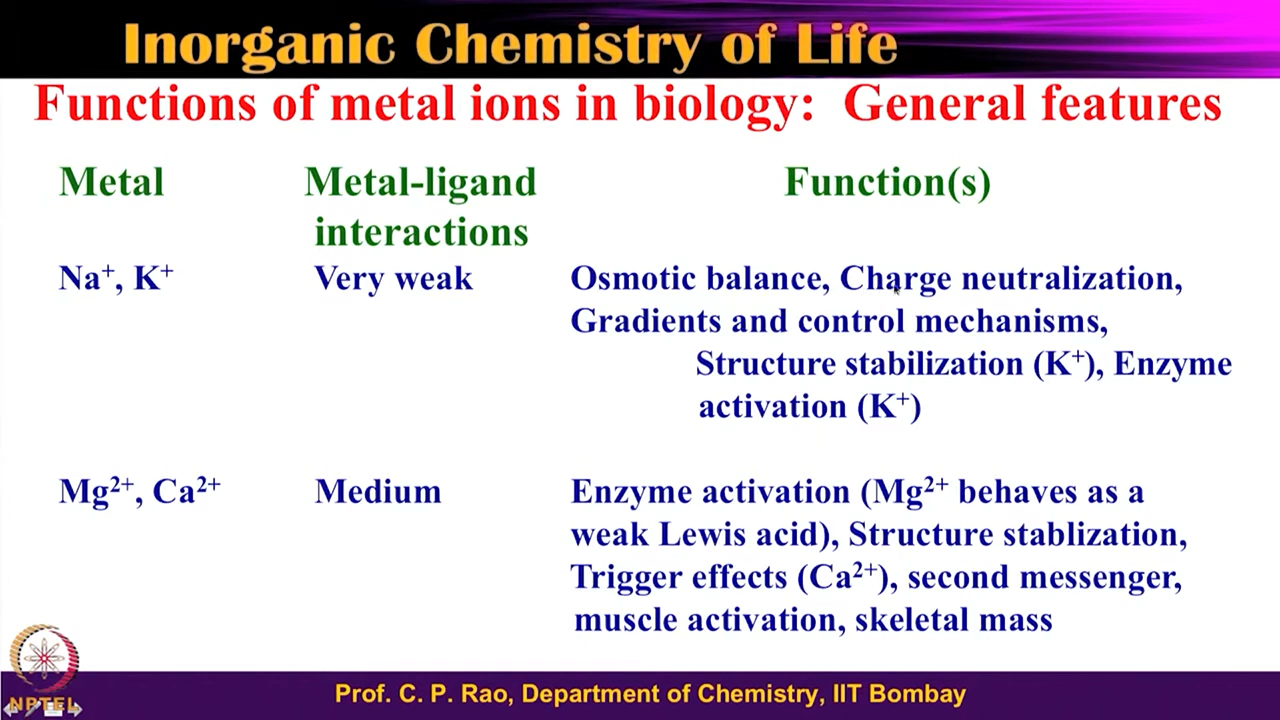 Inorganic Chemistry of Life
Functions of metal ions in biology: General features
Metal Metal-ligand interactions Function(s)
Na⁺, K⁺ Very weak Osmotic balance, Charge neutralization,
Gradients and control mechanisms,
Structure stabilization (K⁺), Enzyme
activation (K⁺)
Mg²⁺, Ca²⁺ Medium Enzyme activation (Mg²⁺ behaves as a
weak Lewis acid), Structure stablization,
Trigger effects (Ca²⁺), second messenger,
muscle activation, skeletal mass
NPTEL
Prof. C. P. Rao, Department of Chemistry, IIT Bombay